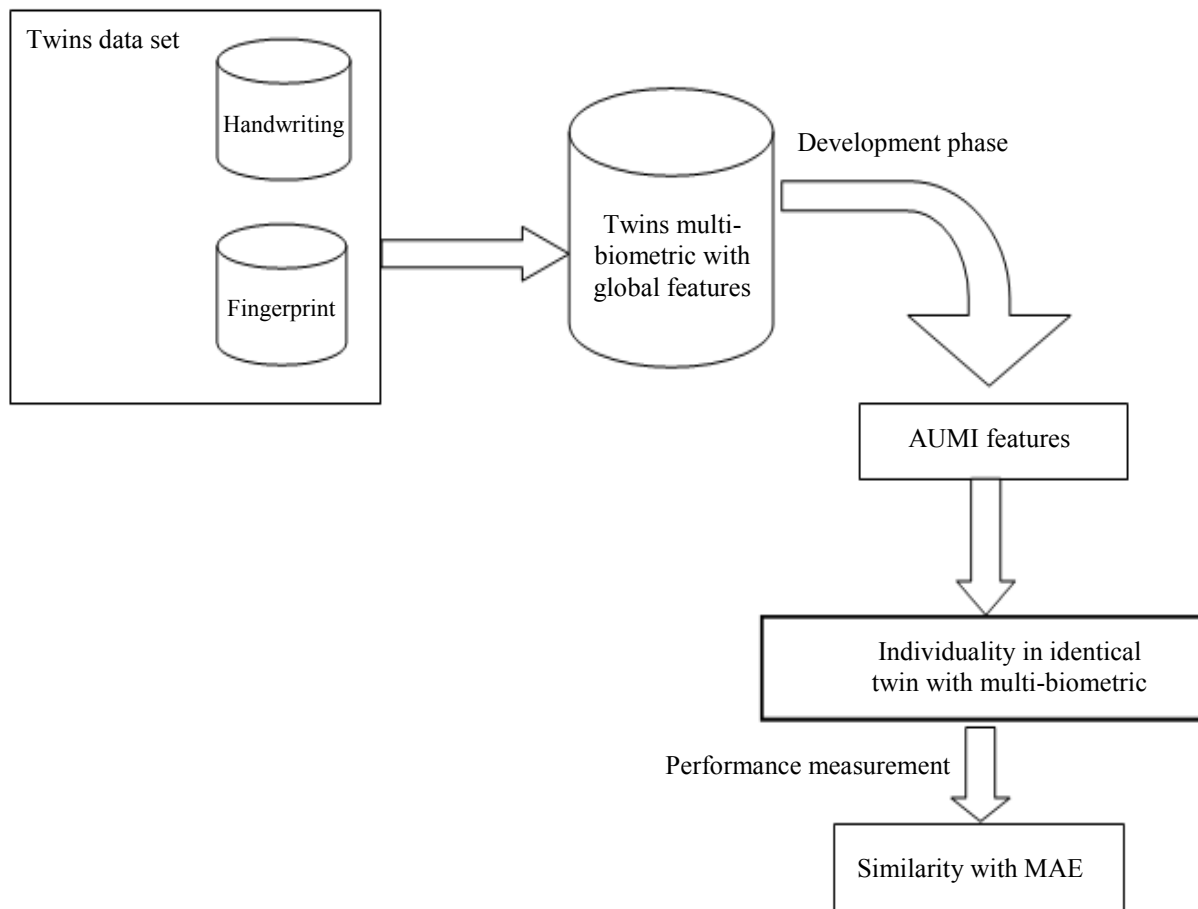 Twins data set
Handwriting
Fingerprint
Twins multi-
biometric with
global features
Development phase
AUMI features
Individuality in identical
twin with multi-biometric
Performance measurement
Similarity with MAE